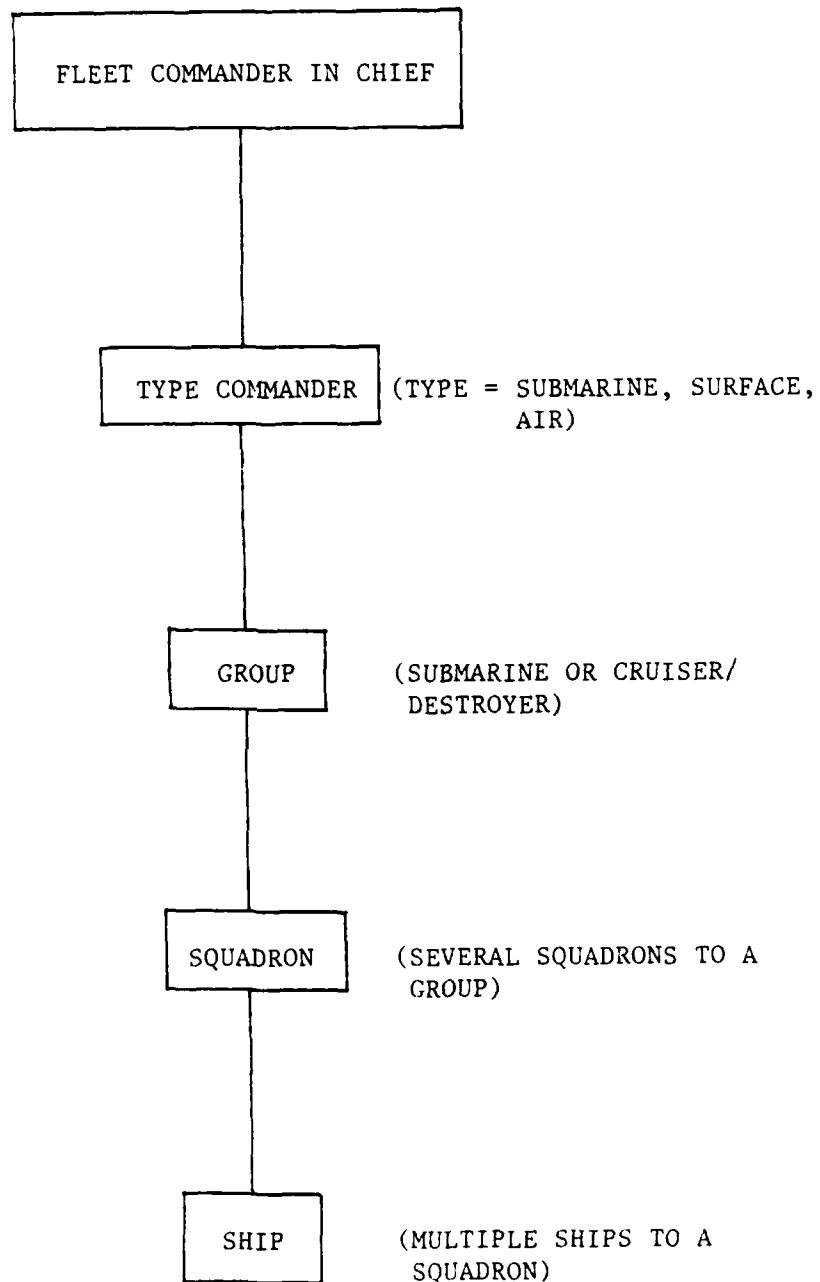 FLEET COMMANDER IN CHIEF
TYPE COMMANDER
(TYPE = SUBMARINE, SURFACE,
AIR)
GROUP
(SUBMARINE OR CRUISER/
DESTROYER)
SQUADRON
(SEVERAL SQUADRONS TO A
GROUP)
SHIP
(MULTIPLE SHIPS TO A
SQUADRON)